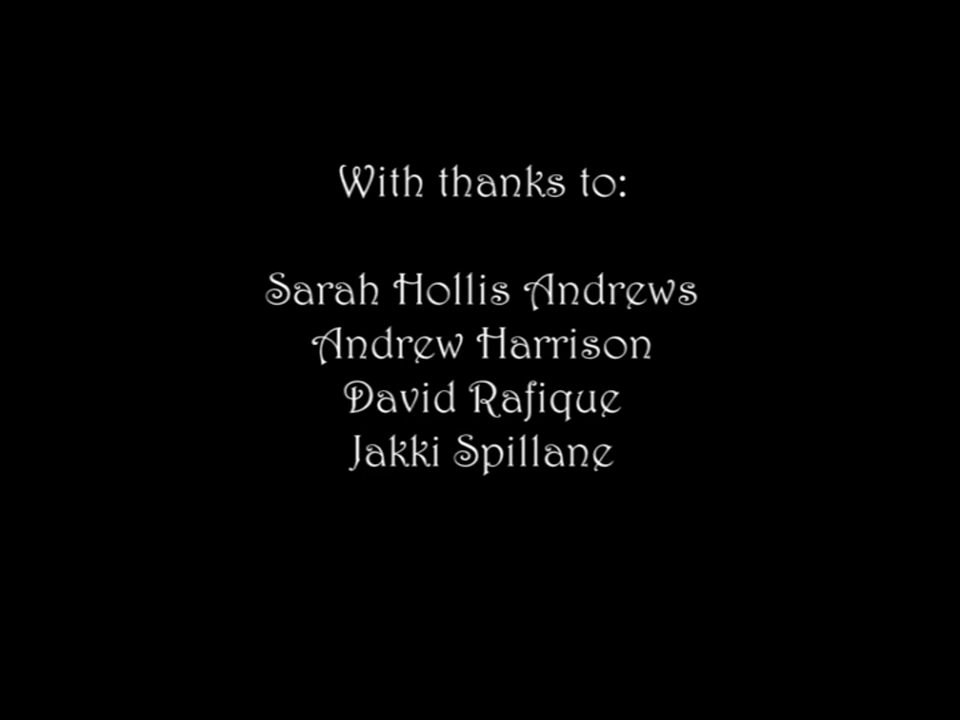 With thanks to:
Sarah Hollis Andrews
Andrew Harrison
David Rafique
Jakki Spillane